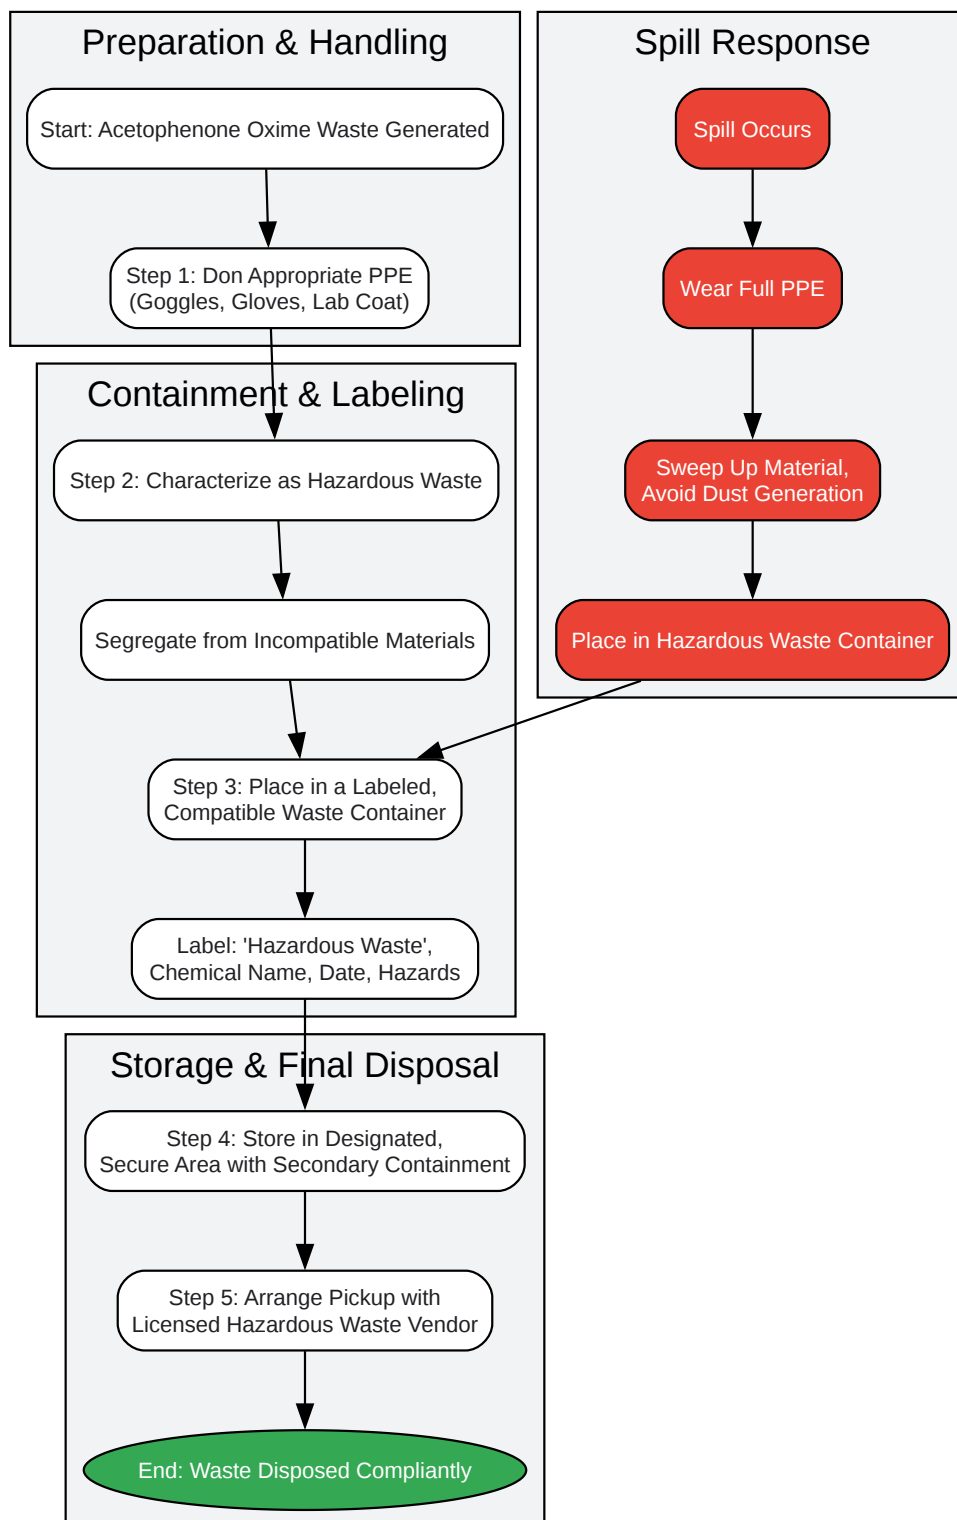 Preparation & Handling
Start: Acetophenone Oxime Waste Generated
Step 1: Don Appropriate PPE
(Goggles, Gloves, Lab Coat)
Containment & Labeling
Step 2: Characterize as Hazardous Waste
Segregate from Incompatible Materials
Step 3: Place in a Labeled,
Compatible Waste Container
Label: 'Hazardous Waste',
Chemical Name, Date, Hazards
Storage & Final Disposal
Step 4: Store in Designated,
Secure Area with Secondary Containment
Step 5: Arrange Pickup with
Licensed Hazardous Waste Vendor
End: Waste Disposed Compliantly
Spill Response
Spill Occurs
Wear Full PPE
Sweep Up Material,
Avoid Dust Generation
Place in Hazardous Waste Container